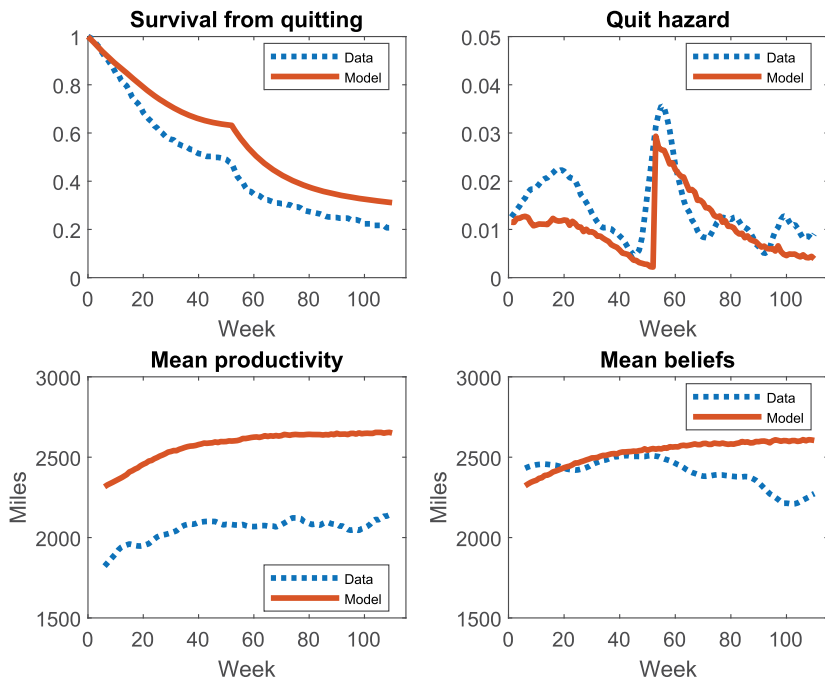 Survival from quitting
1
0.8
0.6
0.4
0.2
0
0 20 40 60 80 100
Week
Data
Model
Quit hazard
0.05
0.04
0.03
0.02
0.01
0
0 20 40 60 80 100
Week
Data
Model
Mean productivity
3000
2500
2000
1500
Miles
0 20 40 60 80 100
Week
Data
Model
Mean beliefs
3000
2500
2000
1500
Miles
0 20 40 60 80 100
Week
Data
Model